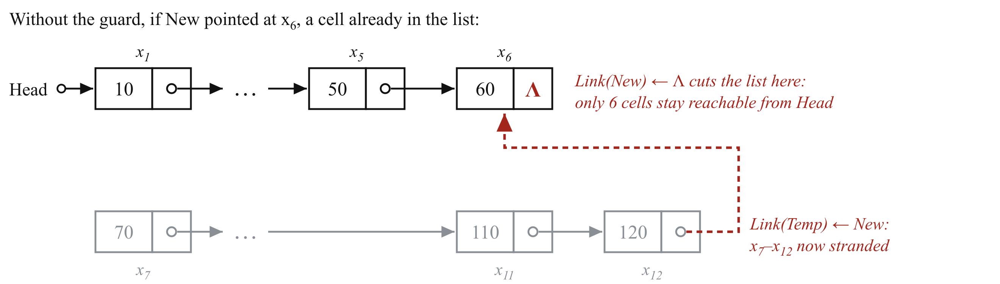 Without the guard, if New pointed at x₆, a cell already in the list:
x₁ x₅ x₆
Head 10 … 50 60 Λ
Link(New) ← Λ cuts the list here:
only 6 cells stay reachable from Head
70 … 110 120
Link(Temp) ← New:
x₇–x₁₂ now stranded
x₇ x₁₁ x₁₂